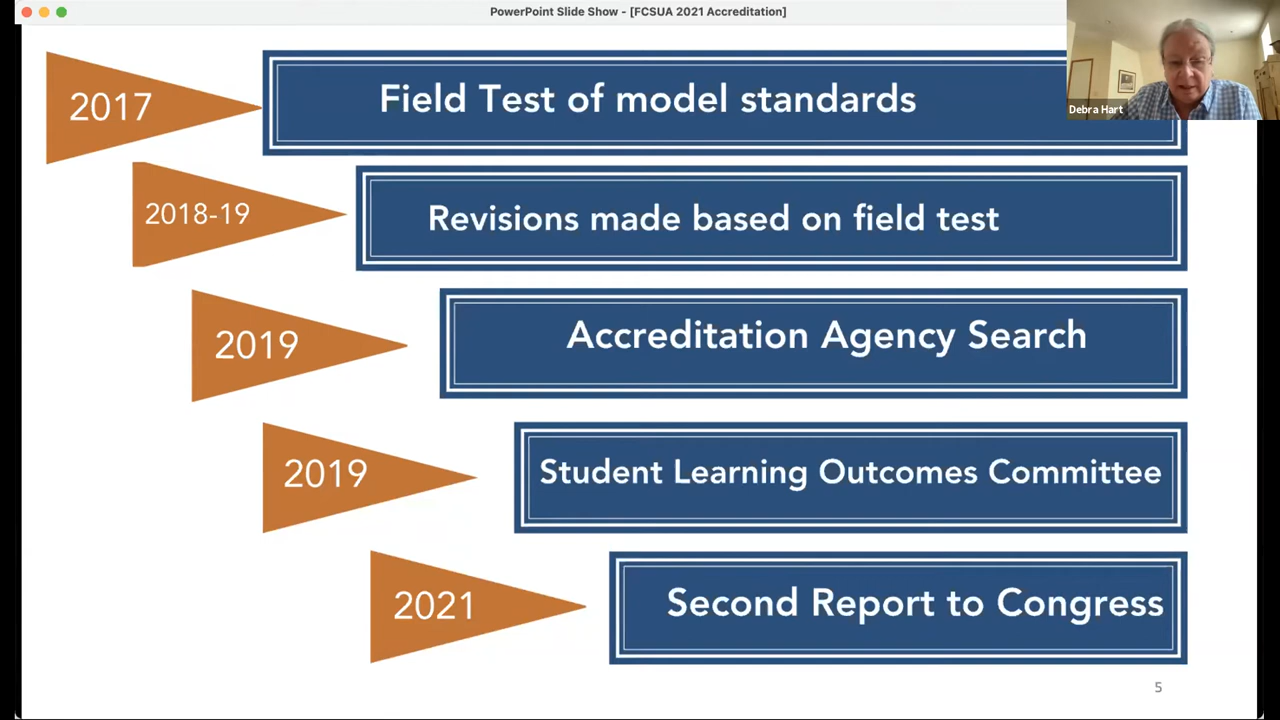 PowerPoint Slide Show - [FCSUA 2021 Accreditation]
2017
Field Test of model standards
Debra Hart
2018-19
Revisions made based on field test
2019
Accreditation Agency Search
2019
Student Learning Outcomes Committee
2021
Second Report to Congress
5